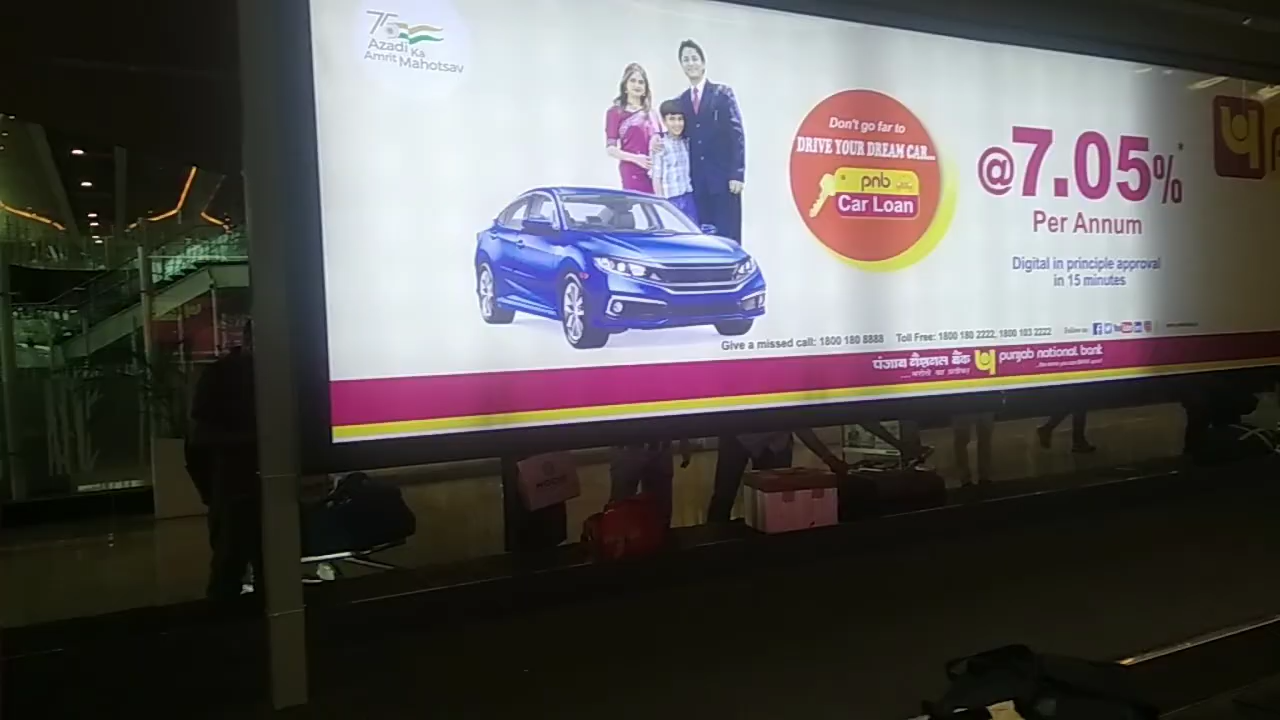 75
Azadi Ka
Amrit Mahotsav
Don't go far to
DRIVE YOUR DREAM CAR...
pnb
Car Loan
@7.05%*
Per Annum
Digital in principle approval
in 15 minutes
Give a missed call: 1800 180 8888 Toll Free: 1800 180 2222, 1800 103 2222 Follow us
पंजाब नैशनल बैंक punjab national bank
...भरोसे का प्रतीक!